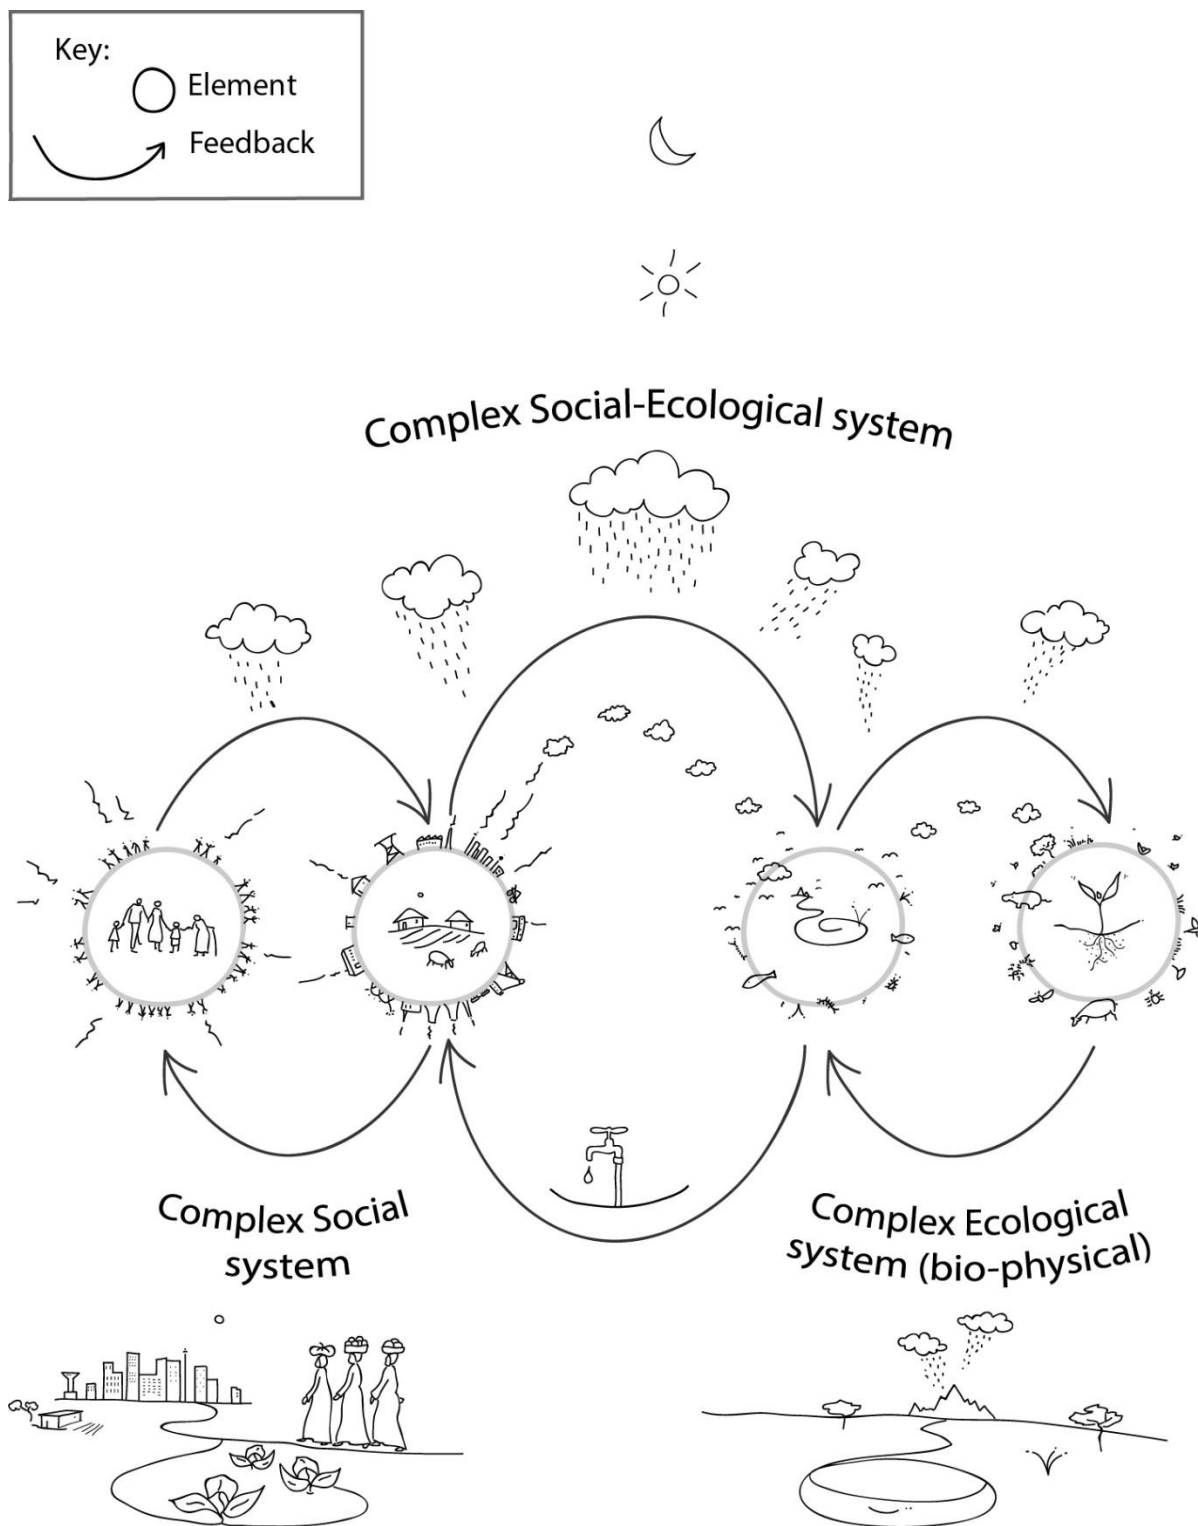 Key:
Element
Feedback
Complex Social-Ecological system
Complex Social
system
Complex Ecological
system (bio-physical)